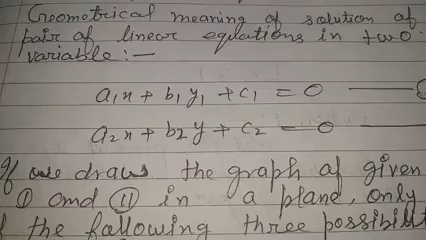 Geometrical meaning of solution of
pair of linear equations in two
variable :—
a₁x + b₁y₁ + c₁ = 0 ——
a₂x + b₂y + c₂ = 0 ——
If we draws the graph of given
① and ⑪ in a plane, only
the following three possibilit